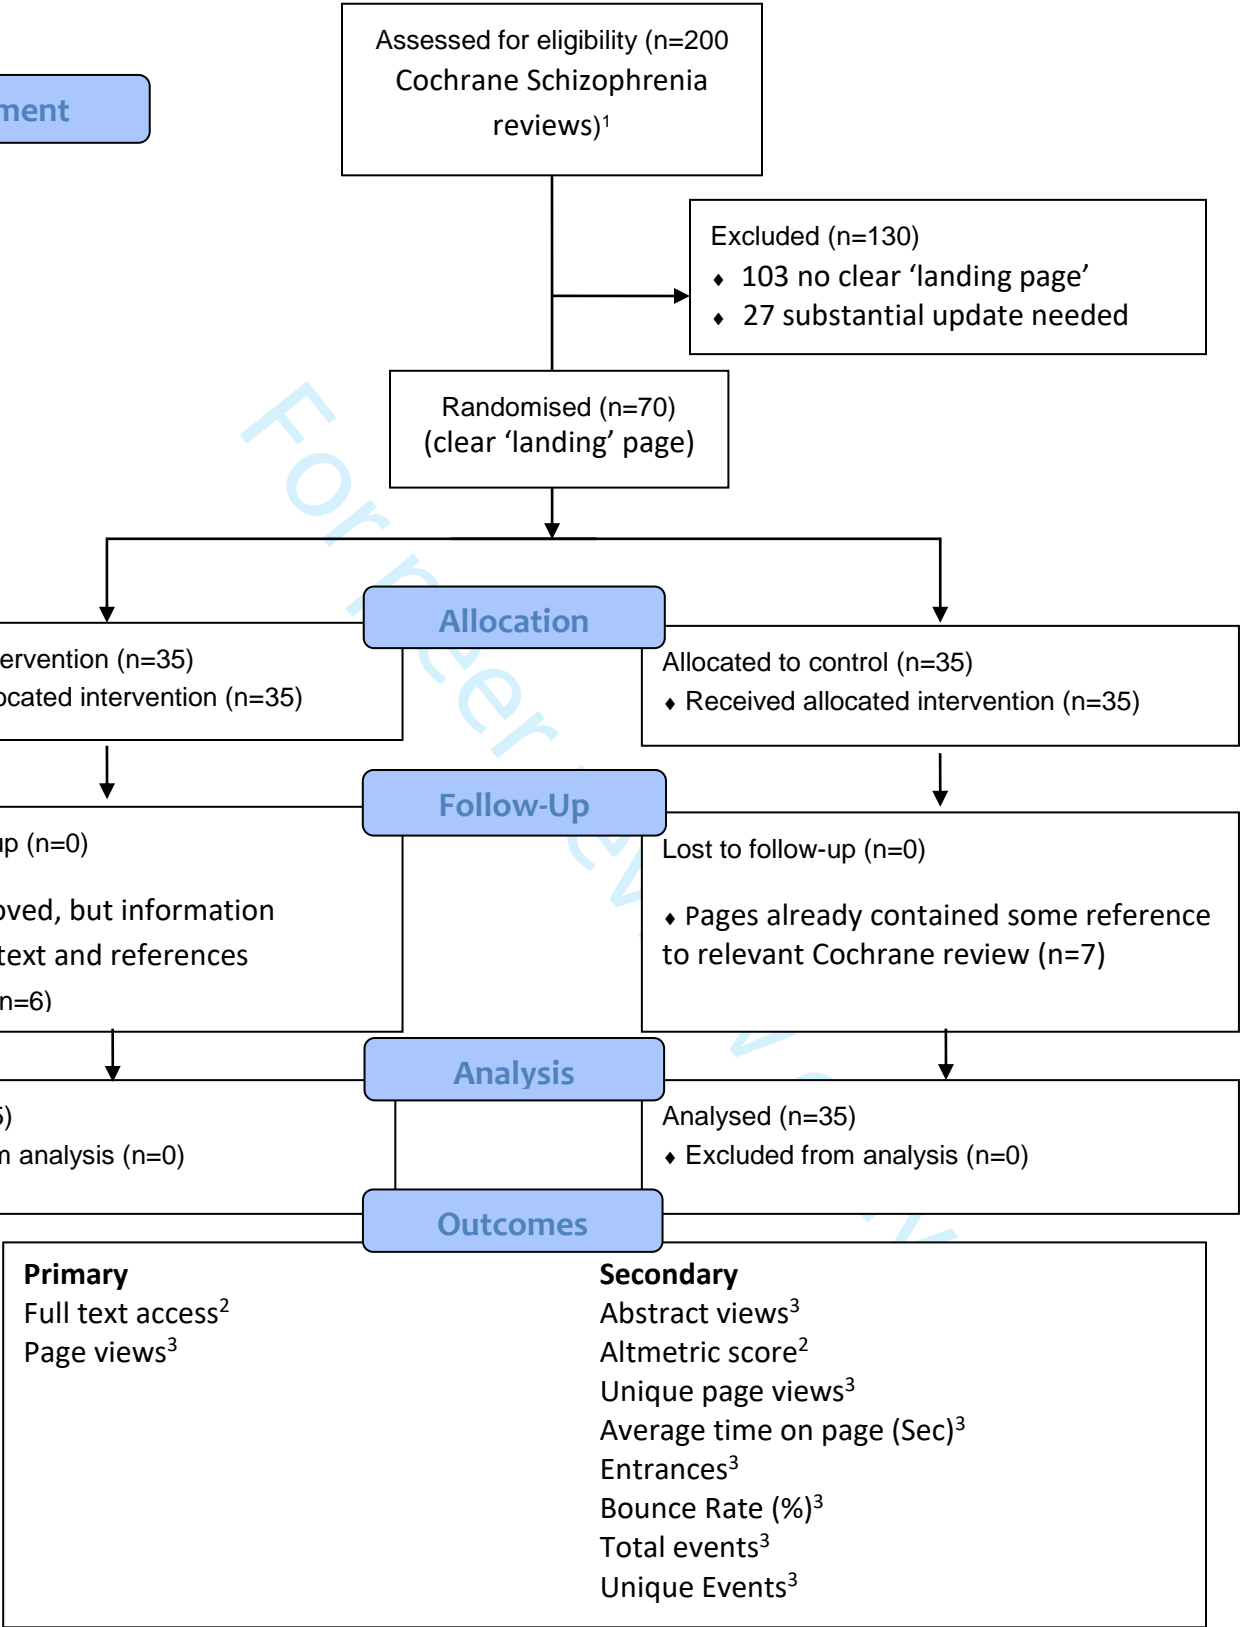 Assessed for eligibility (n=200
Cochrane Schizophrenia
reviews)¹
ment
Excluded (n=130)
♦ 103 no clear ‘landing page’
♦ 27 substantial update needed
Randomised (n=70)
(clear ‘landing’ page)
Allocation
tervention (n=35)
ocated intervention (n=35)
Allocated to control (n=35)
♦ Received allocated intervention (n=35)
Follow-Up
up (n=0)
oved, but information
text and references
n=6)
Lost to follow-up (n=0)
♦ Pages already contained some reference
to relevant Cochrane review (n=7)
Analysis
5)
m analysis (n=0)
Analysed (n=35)
♦ Excluded from analysis (n=0)
Outcomes
Primary
Full text access²
Page views³
Secondary
Abstract views³
Altmetric score²
Unique page views³
Average time on page (Sec)³
Entrances³
Bounce Rate (%)³
Total events³
Unique Events³
For peer review